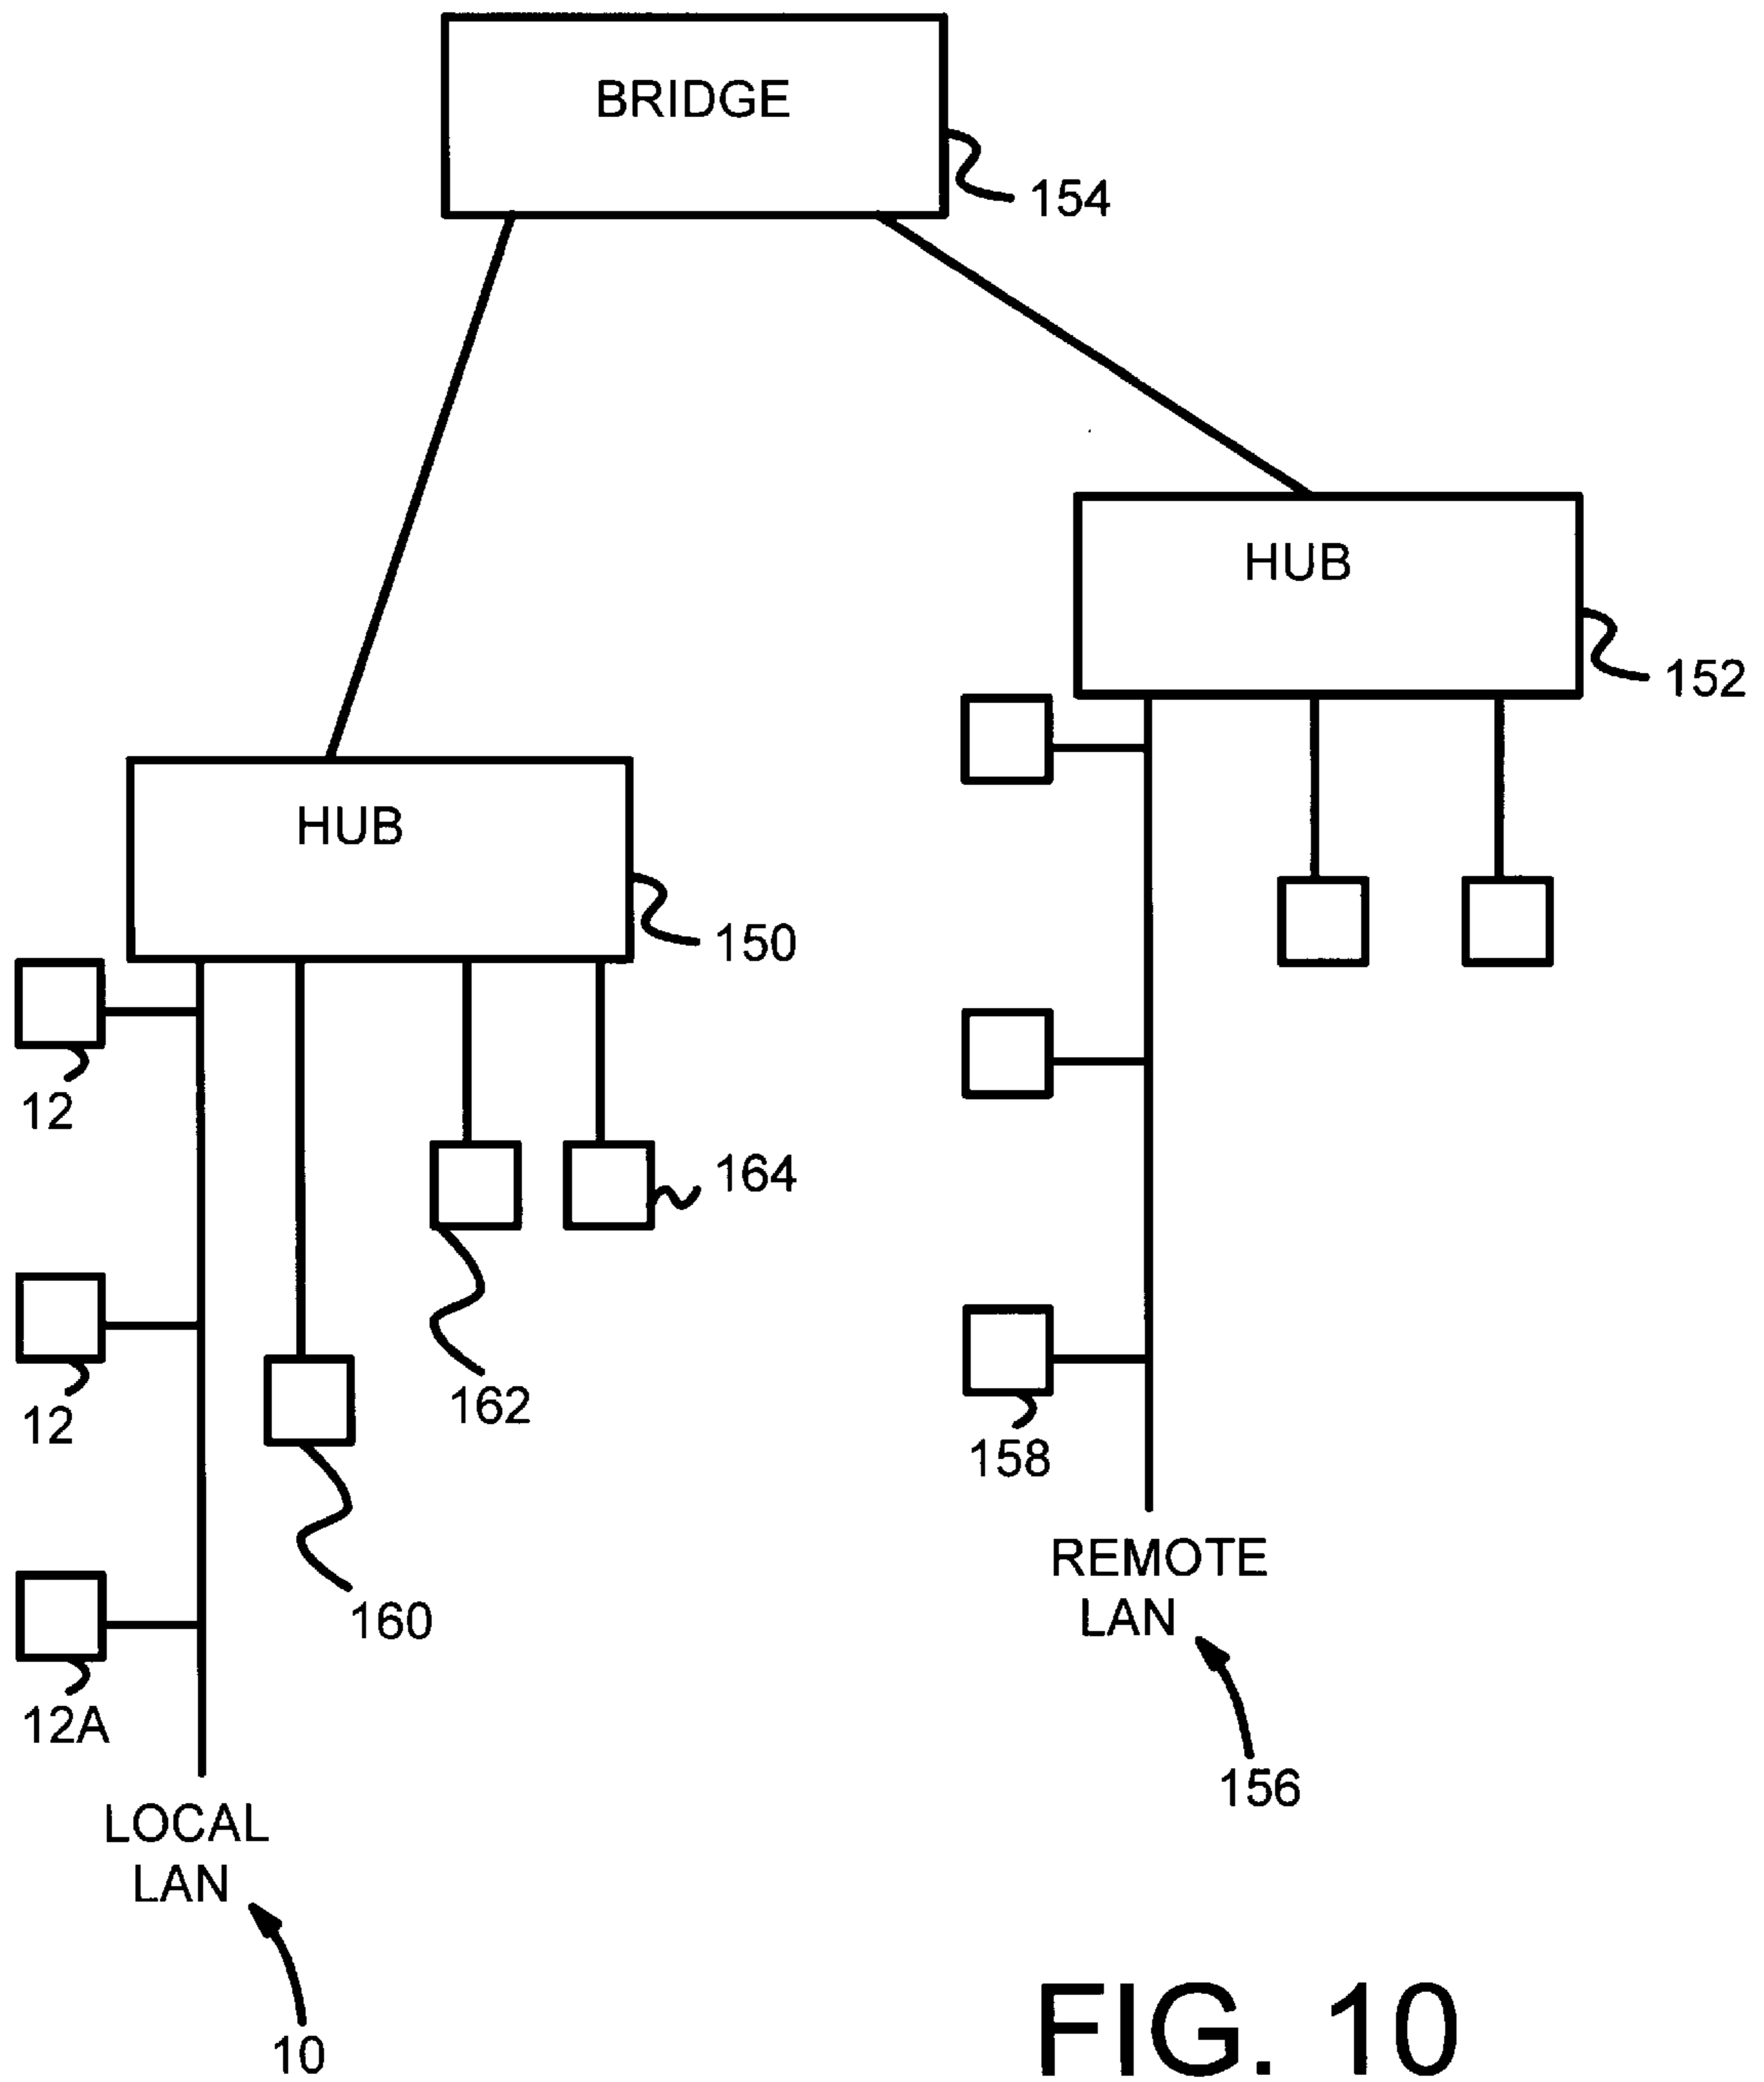 BRIDGE
154
HUB
152
HUB
150
12
164
162
12
158
160
REMOTE
LAN
12A
156
LOCAL
LAN
10
FIG. 10